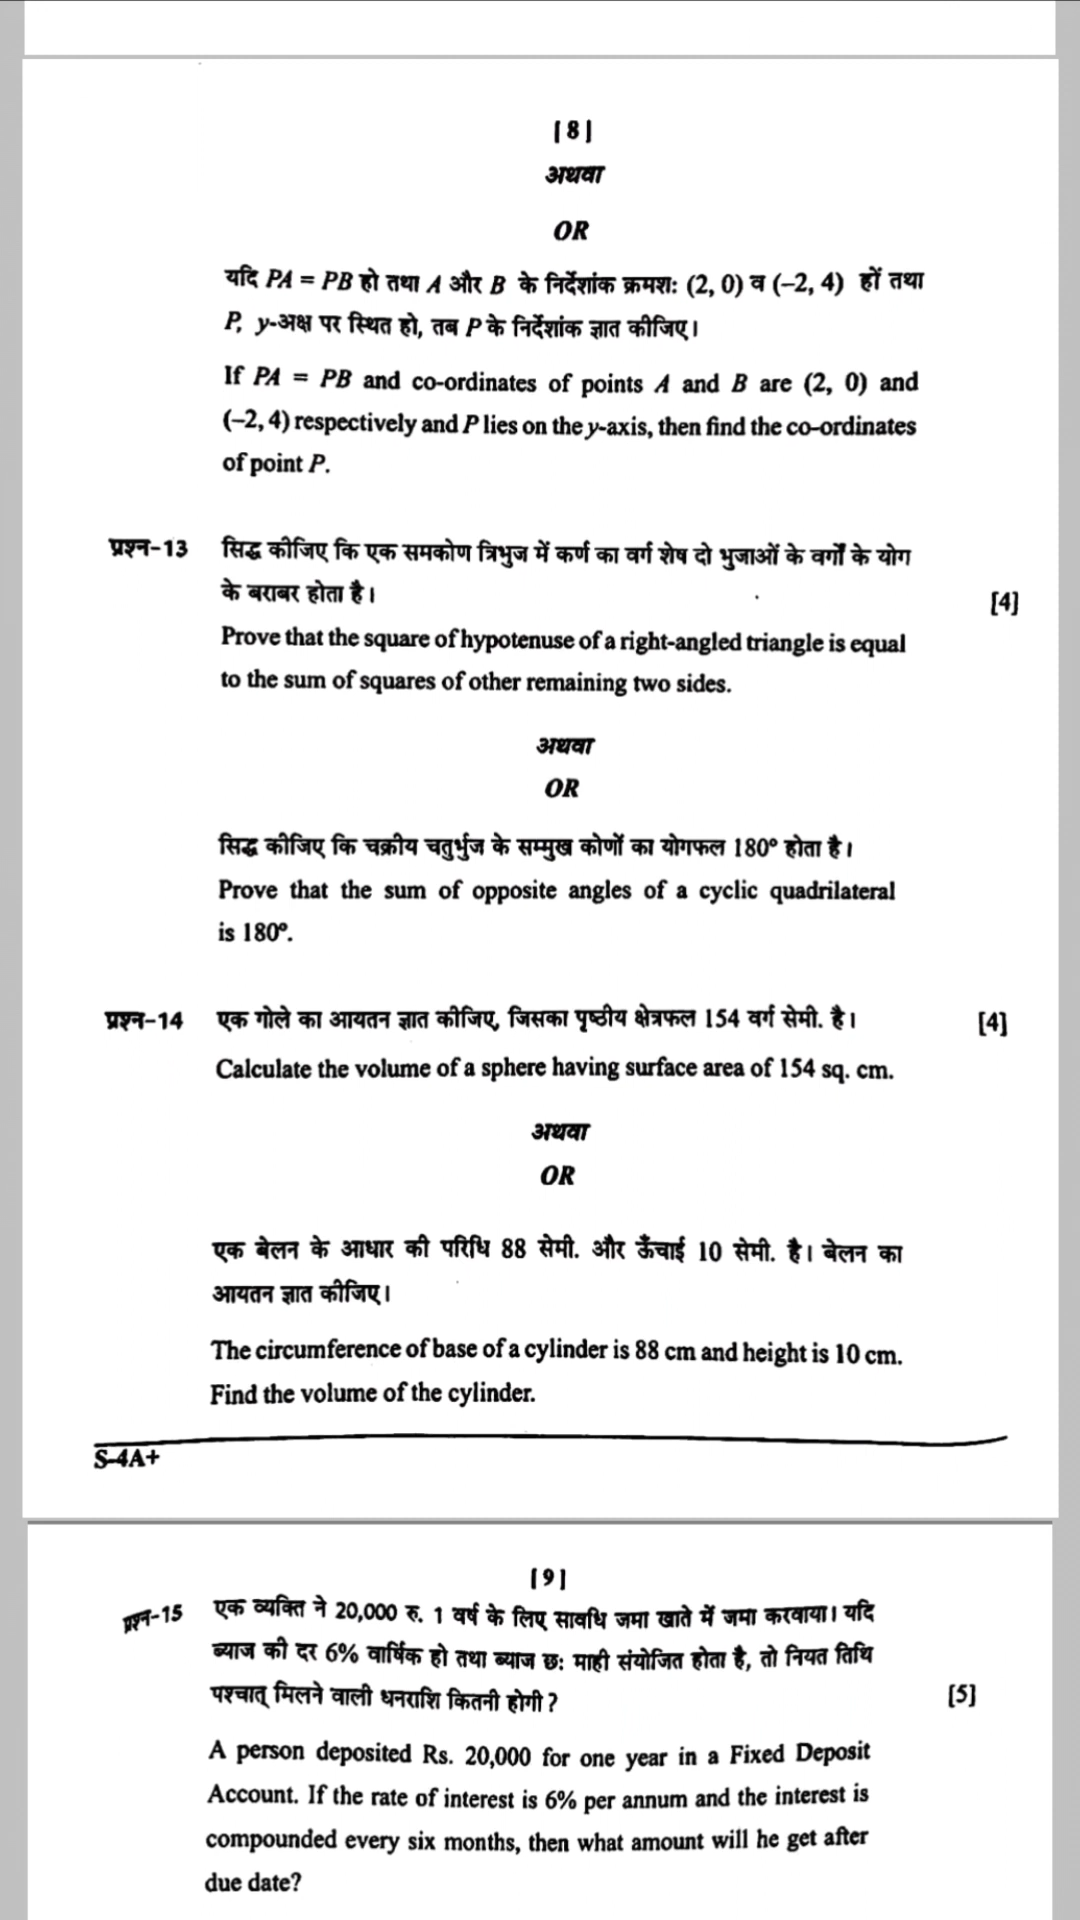 [8]
अथवा
OR
यदि PA = PB हो तथा A और B के निर्देशांक क्रमश: (2, 0) व (–2, 4) हों तथा
P, y-अक्ष पर स्थित हो, तब P के निर्देशांक ज्ञात कीजिए।
If PA = PB and co-ordinates of points A and B are (2, 0) and
(–2, 4) respectively and P lies on the y-axis, then find the co-ordinates
of point P.
प्रश्न-13 सिद्ध कीजिए कि एक समकोण त्रिभुज में कर्ण का वर्ग शेष दो भुजाओं के वर्गों के योग
के बराबर होता है। [4]
Prove that the square of hypotenuse of a right-angled triangle is equal
to the sum of squares of other remaining two sides.
अथवा
OR
सिद्ध कीजिए कि चक्रीय चतुर्भुज के सम्मुख कोणों का योगफल 180° होता है।
Prove that the sum of opposite angles of a cyclic quadrilateral
is 180°.
प्रश्न-14 एक गोले का आयतन ज्ञात कीजिए, जिसका पृष्ठीय क्षेत्रफल 154 वर्ग सेमी. है। [4]
Calculate the volume of a sphere having surface area of 154 sq. cm.
अथवा
OR
एक बेलन के आधार की परिधि 88 सेमी. और ऊँचाई 10 सेमी. है। बेलन का
आयतन ज्ञात कीजिए।
The circumference of base of a cylinder is 88 cm and height is 10 cm.
Find the volume of the cylinder.
S-4A+
[9]
प्रश्न-15 एक व्यक्ति ने 20,000 रु. 1 वर्ष के लिए सावधि जमा खाते में जमा करवाया। यदि
ब्याज की दर 6% वार्षिक हो तथा ब्याज छ: माही संयोजित होता है, तो नियत तिथि
पश्चात् मिलने वाली धनराशि कितनी होगी? [5]
A person deposited Rs. 20,000 for one year in a Fixed Deposit
Account. If the rate of interest is 6% per annum and the interest is
compounded every six months, then what amount will he get after
due date?